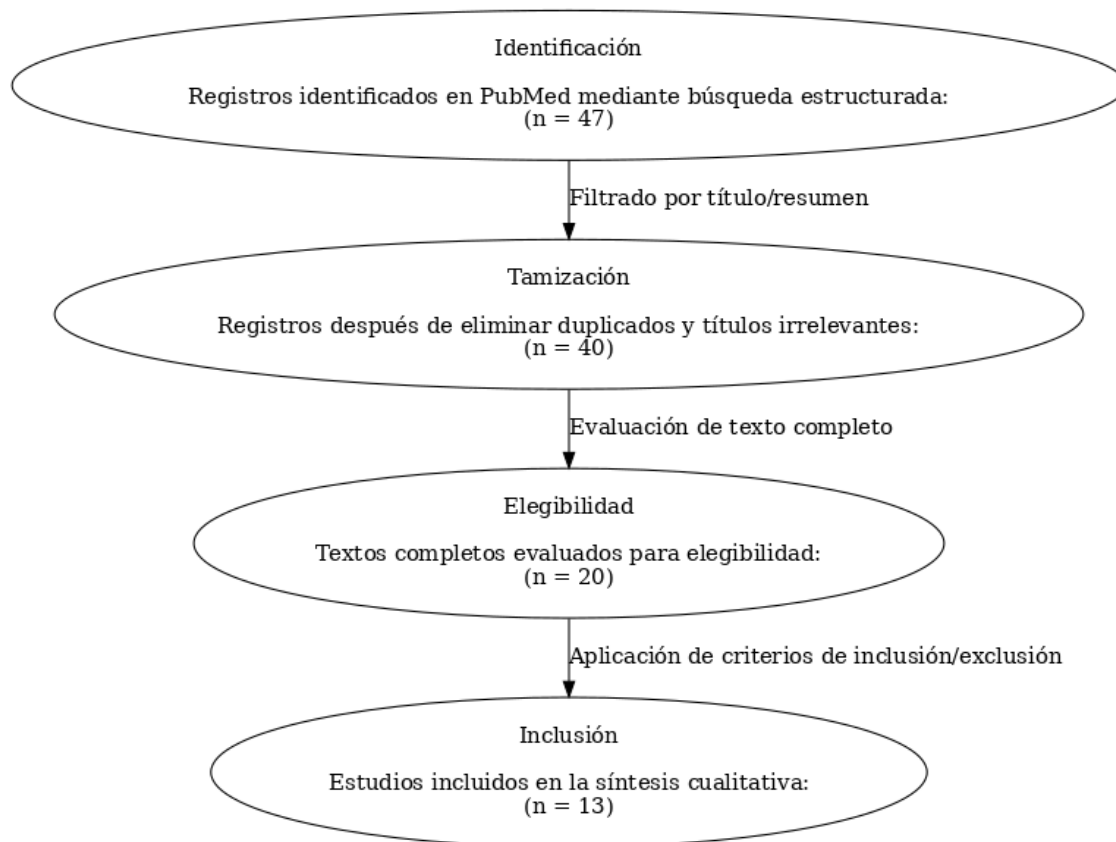 Identificación
Registros identificados en PubMed mediante búsqueda estructurada:
(n = 47)
Filtrado por título/resumen
Tamización
Registros después de eliminar duplicados y títulos irrelevantes:
(n = 40)
Evaluación de texto completo
Elegibilidad
Textos completos evaluados para elegibilidad:
(n = 20)
Aplicación de criterios de inclusión/exclusión
Inclusión
Estudios incluidos en la síntesis cualitativa:
(n = 13)